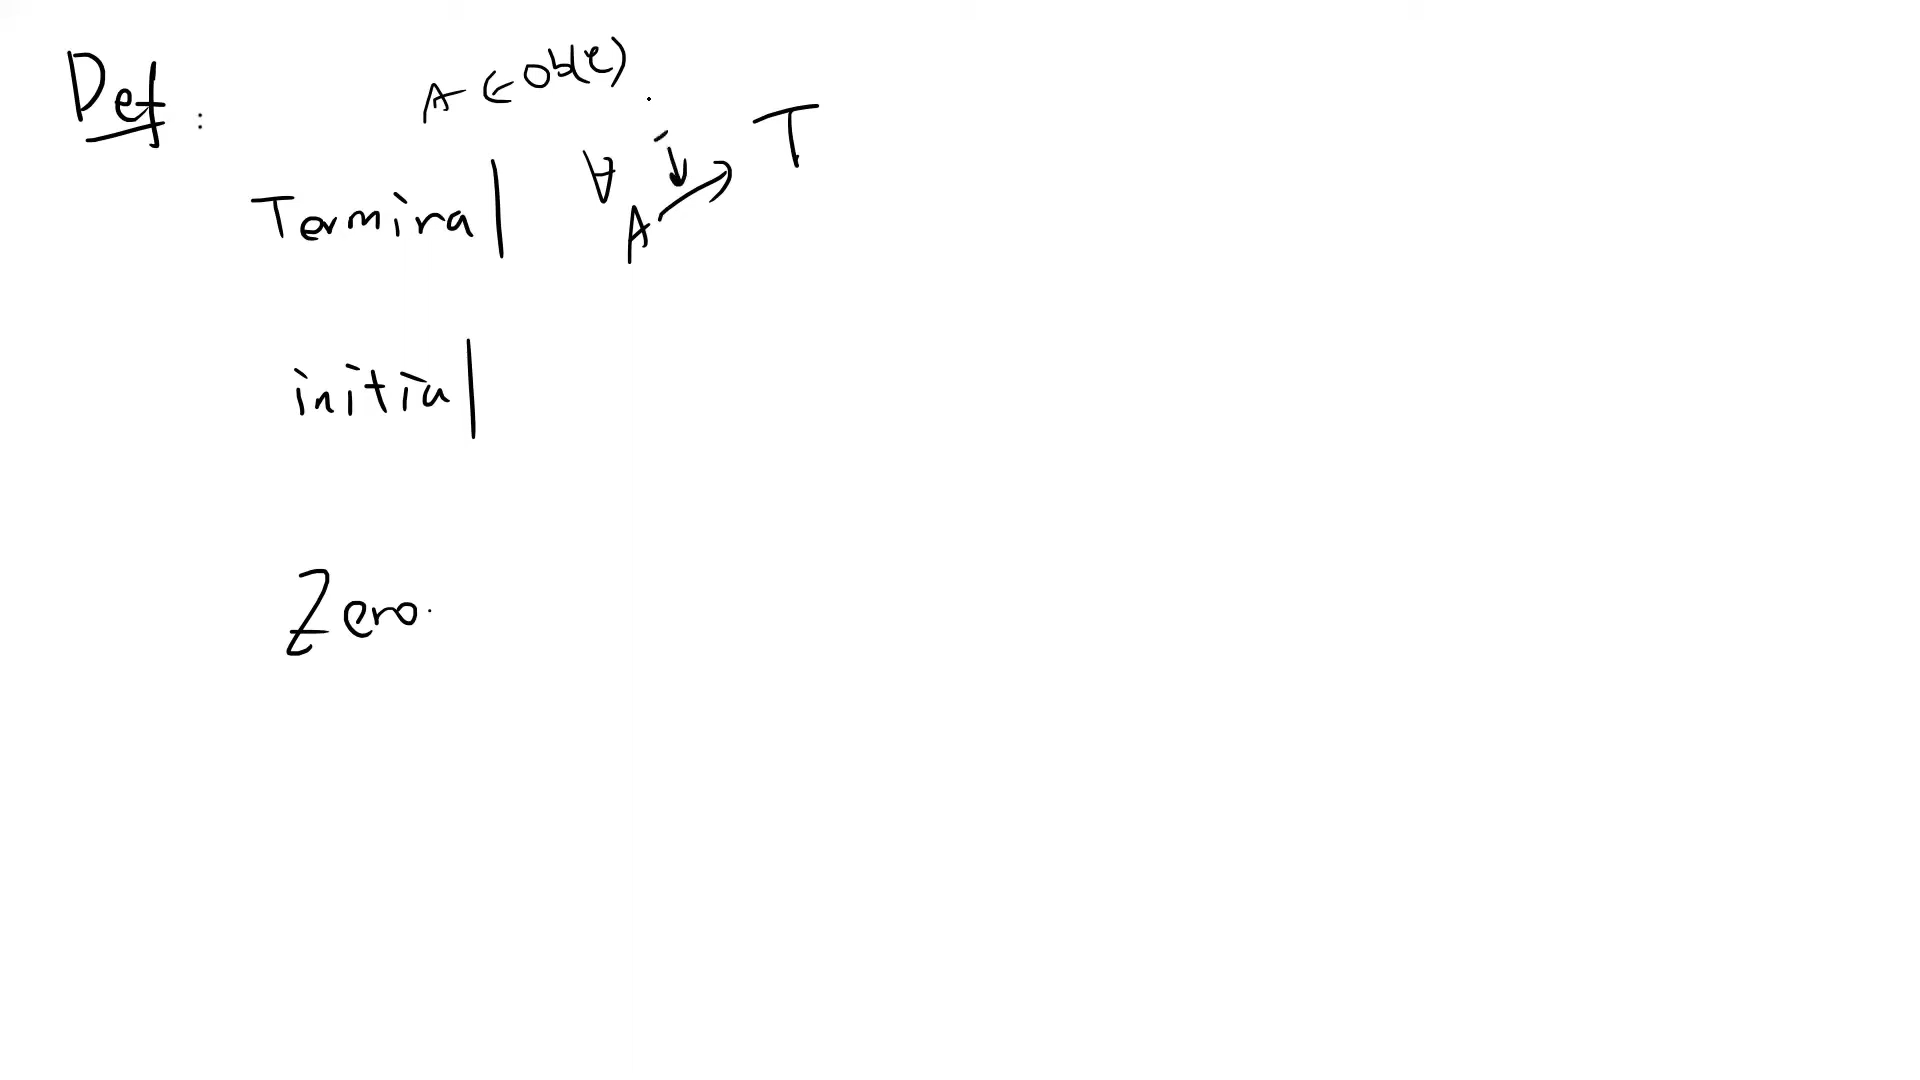 Def:
A ∈ Ob(C).
Terminal ∀ A → T
initial
Zero.